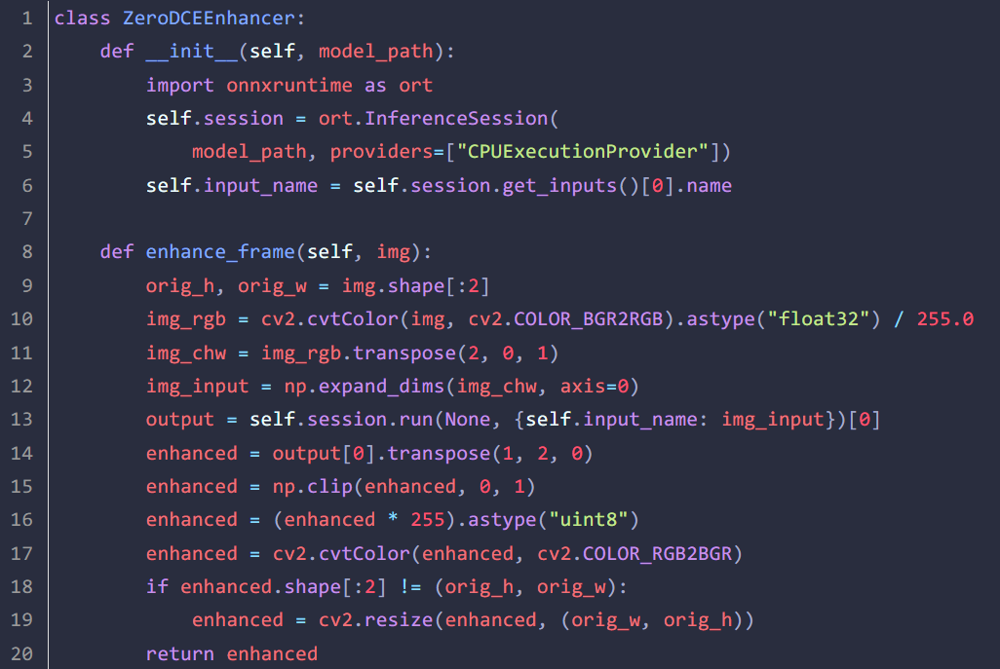 1 class ZeroDCEEnhancer:
2     def __init__(self, model_path):
3         import onnxruntime as ort
4         self.session = ort.InferenceSession(
5             model_path, providers=["CPUExecutionProvider"])
6         self.input_name = self.session.get_inputs()[0].name
7
8     def enhance_frame(self, img):
9         orig_h, orig_w = img.shape[:2]
10         img_rgb = cv2.cvtColor(img, cv2.COLOR_BGR2RGB).astype("float32") / 255.0
11         img_chw = img_rgb.transpose(2, 0, 1)
12         img_input = np.expand_dims(img_chw, axis=0)
13         output = self.session.run(None, {self.input_name: img_input})[0]
14         enhanced = output[0].transpose(1, 2, 0)
15         enhanced = np.clip(enhanced, 0, 1)
16         enhanced = (enhanced * 255).astype("uint8")
17         enhanced = cv2.cvtColor(enhanced, cv2.COLOR_RGB2BGR)
18         if enhanced.shape[:2] != (orig_h, orig_w):
19             enhanced = cv2.resize(enhanced, (orig_w, orig_h))
20         return enhanced